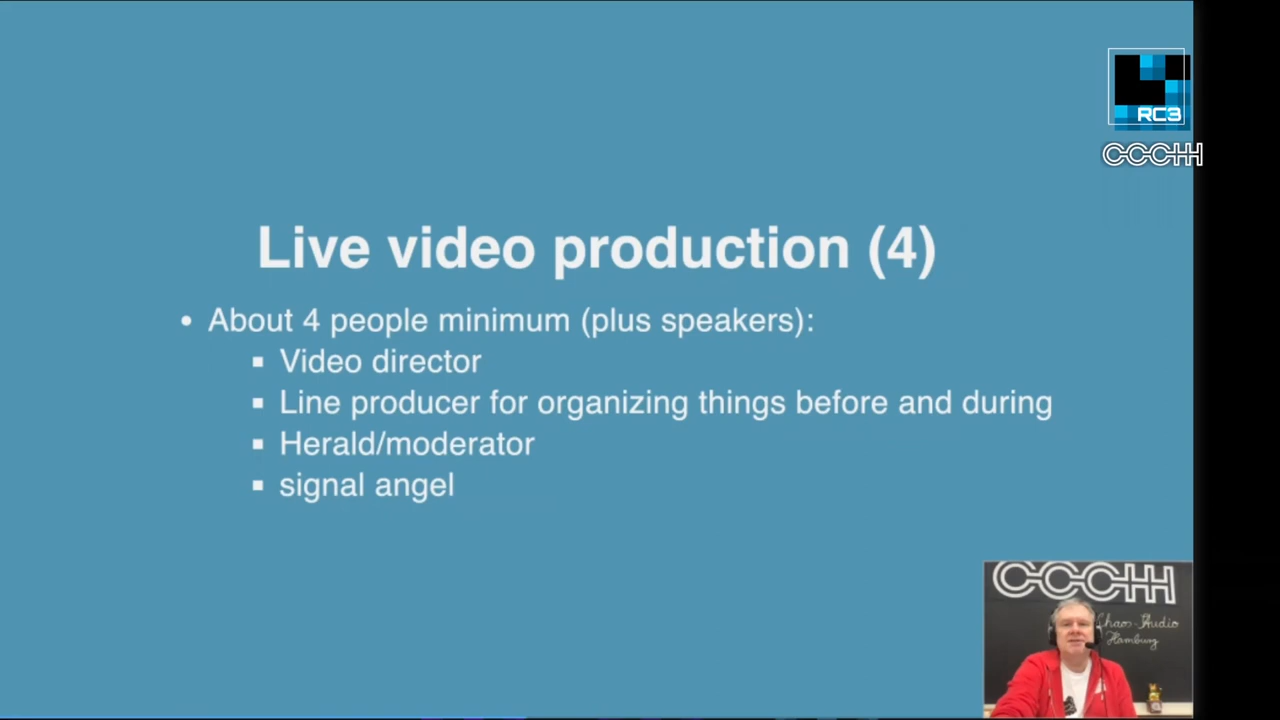 RC3
CCCHH
Live video production (4)
• About 4 people minimum (plus speakers):
▪ Video director
▪ Line producer for organizing things before and during
▪ Herald/moderator
▪ signal angel
CCCHH
Chaos-Audio
Hamburg